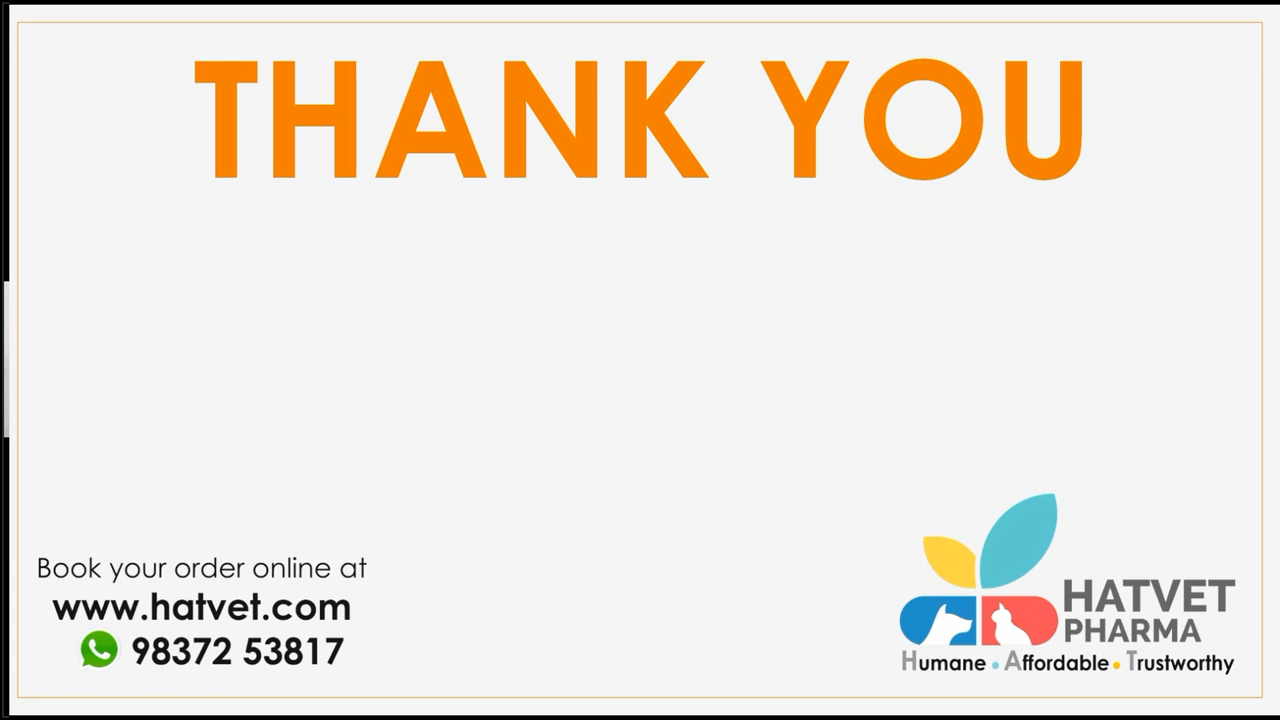 THANK YOU
Book your order online at
www.hatvet.com
98372 53817
HATVET
PHARMA
Humane • Affordable • Trustworthy